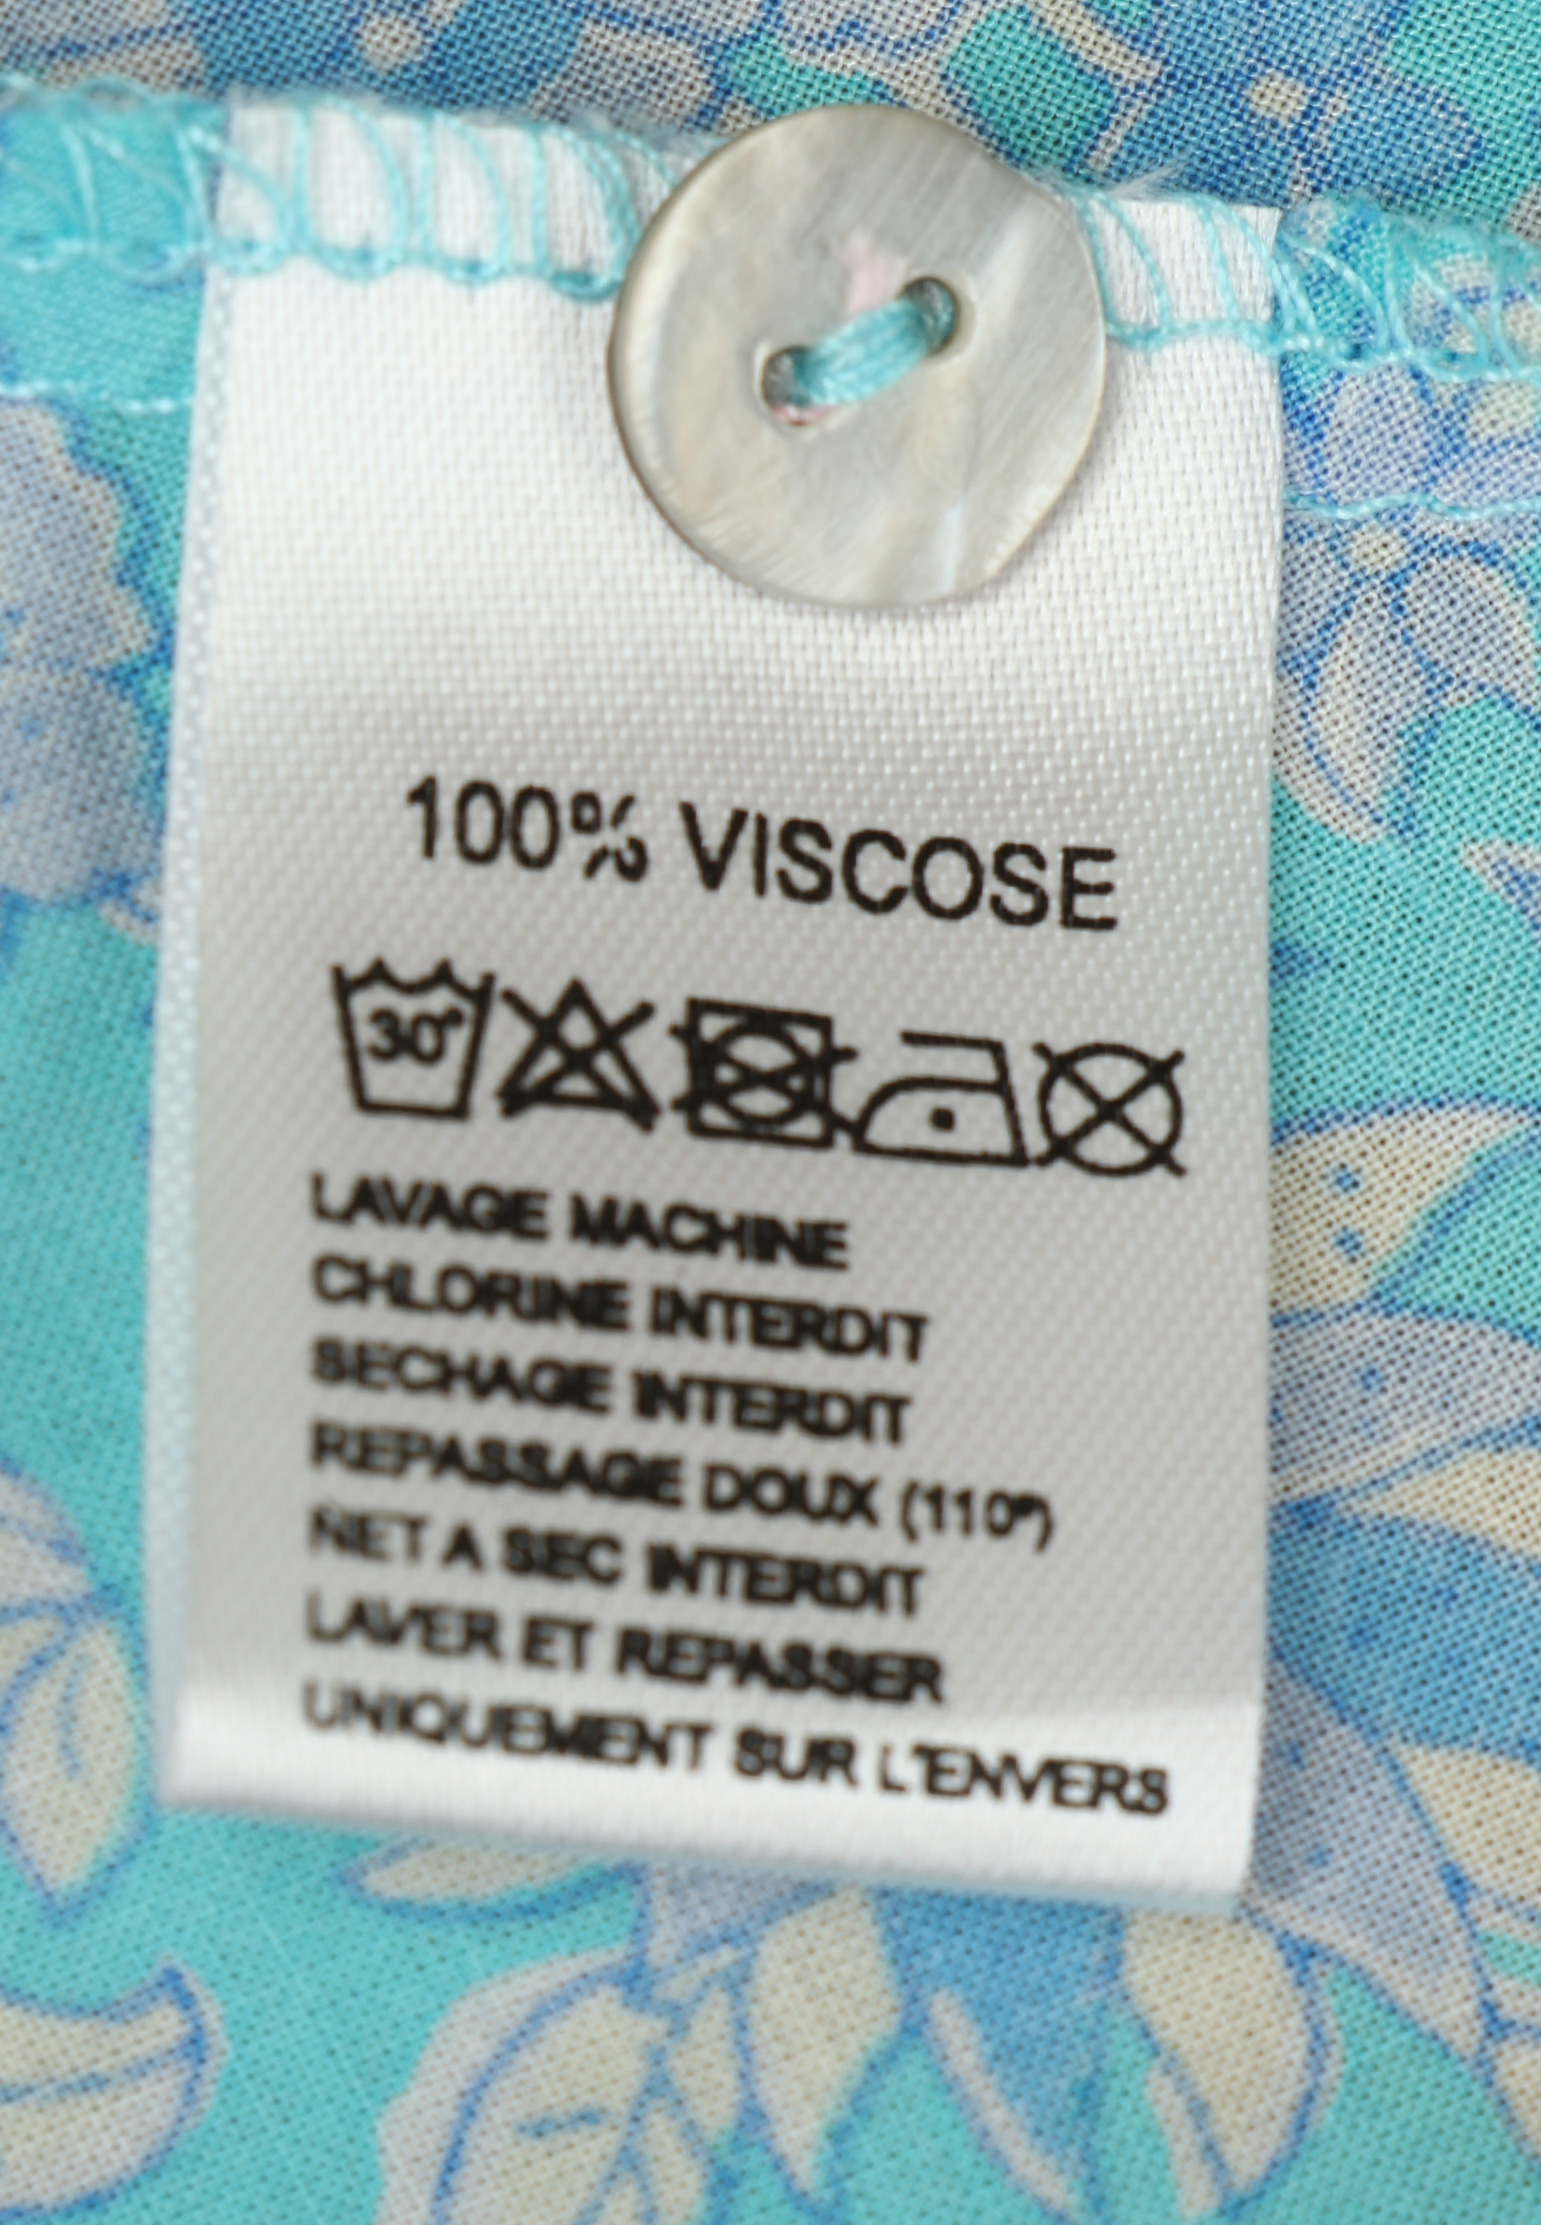 100% VISCOSE
30°
LAVAGE MACHINE
CHLORINE INTERDIT
SECHAGE INTERDIT
REPASSAGE DOUX (110°)
NET A SEC INTERDIT
LAVER ET REPASSER
UNIQUEMENT SUR L'ENVERS